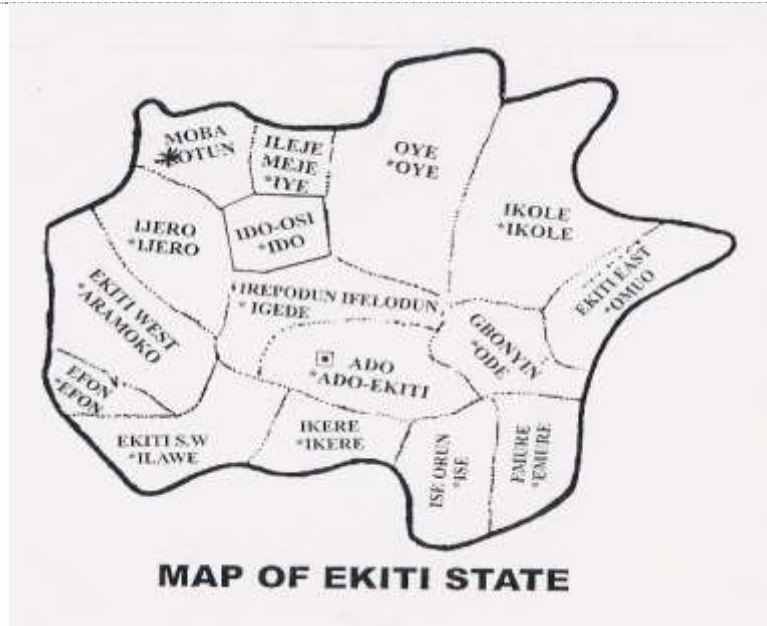 MOBA
*OTUN
ILEJE
MEJE
*IYE
OYE
*OYE
IKOLE
*IKOLE
IJERO
*IJERO
IDO-OSI
*IDO
EKITI EAST
*OMUO
EKITI WEST
*ARAMOKO
IREPODUN IFELODUN
* IGEDE
GBONYIN
*ODE
ADO
*ADO-EKITI
EFON
*EFON
EKITI S.W
*ILAWE
IKERE
*IKERE
ISE ORUN
*ISE
EMURE
*EMURE
MAP OF EKITI STATE